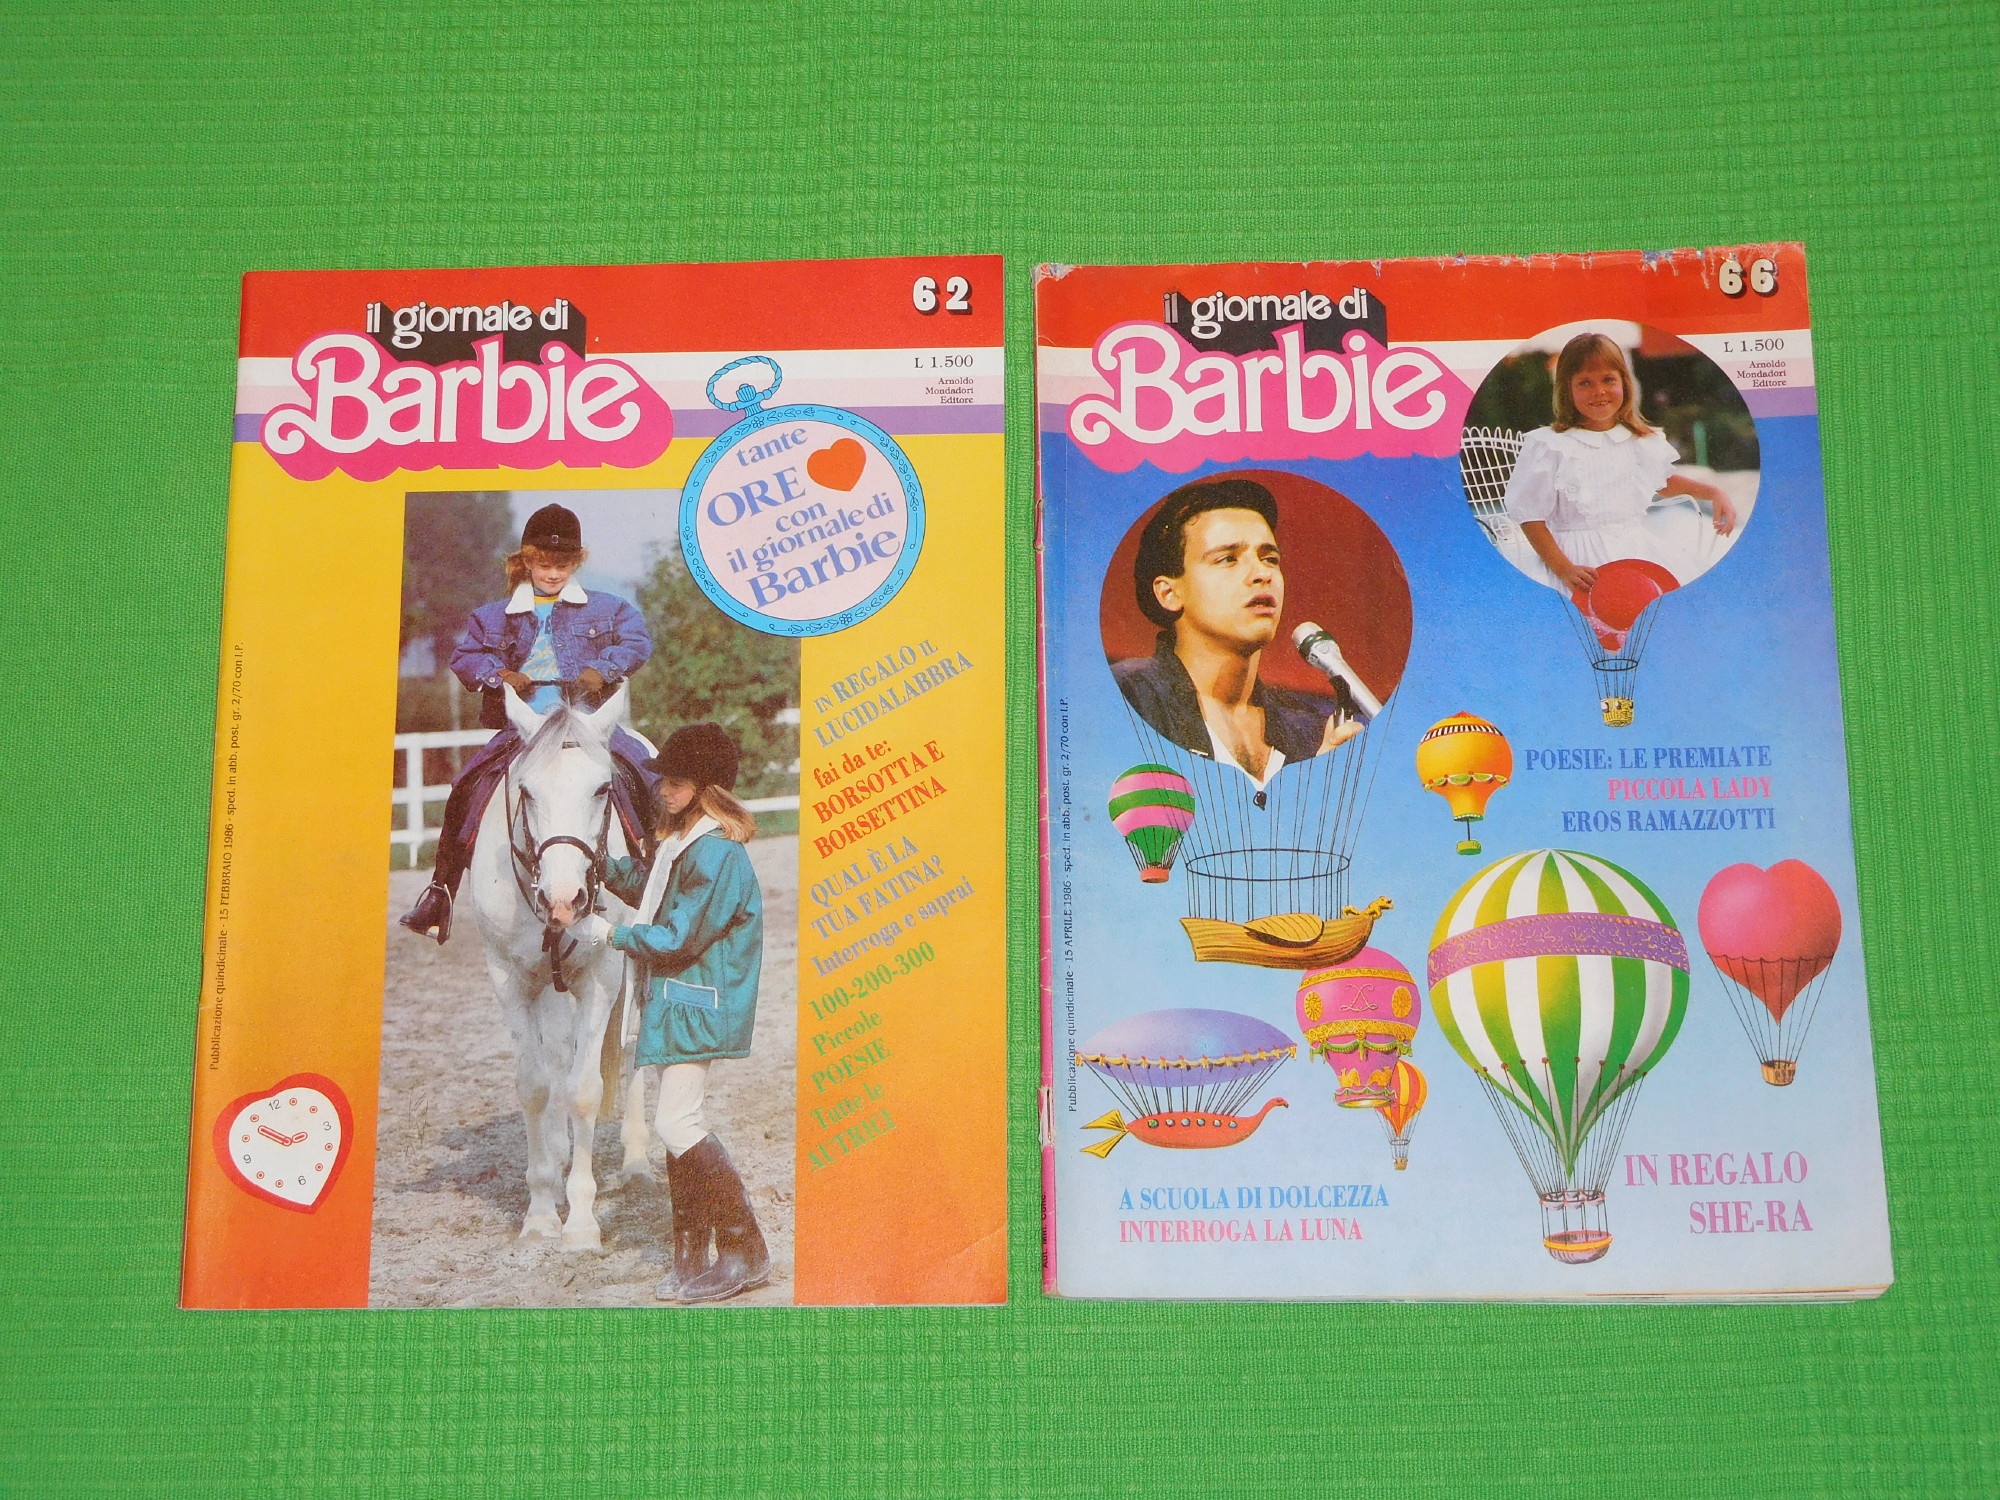 il giornale di
Barbie
62
L 1.500
Arnoldo
Mondadori
Editore
tante
ORE
con
il giornale di
Barbie
IN REGALO IL
LUCIDALABBRA
fai da te:
BORSOTTA E
BORSETTINA
QUAL È LA
TUA FATINA?
Interroga e saprai
100-200-300
Piccole
POESIE
Tutte le
AUTRICI
Pubblicazione quindicinale - 15 FEBBRAIO 1986 - sped. in abb. post. gr. 2/70 con I.P.
12
3
6
9
il giornale di
Barbie
66
L 1.500
Arnoldo
Mondadori
Editore
POESIE: LE PREMIATE
PICCOLA LADY
EROS RAMAZZOTTI
Pubblicazione quindicinale - 15 APRILE 1986 - sped. in abb. post. gr. 2/70 con I.P.
A SCUOLA DI DOLCEZZA
INTERROGA LA LUNA
IN REGALO
SHE-RA